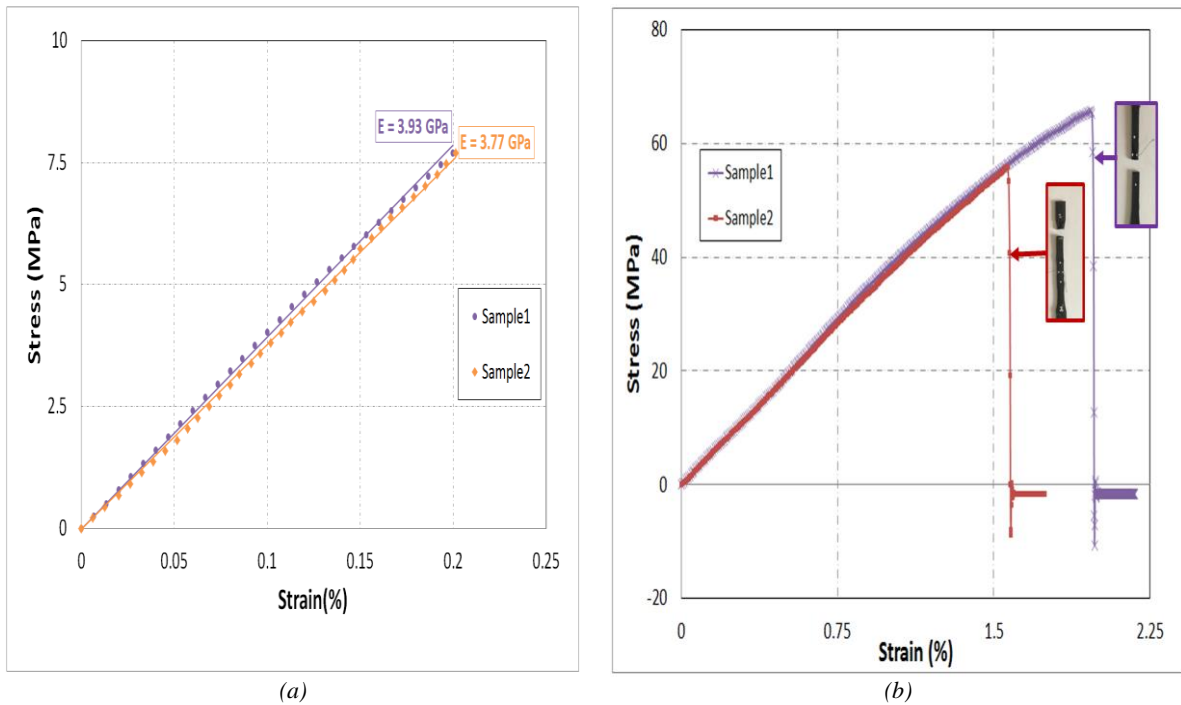 10
7.5
5
2.5
0
Stress (MPa)
E = 3.93 GPa
E = 3.77 GPa
Sample1
Sample2
0 0.05 0.1 0.15 0.2 0.25
Strain(%)
(a)
80
60
40
20
0
-20
Stress (MPa)
Sample1
Sample2
0 0.75 1.5 2.25
Strain (%)
(b)